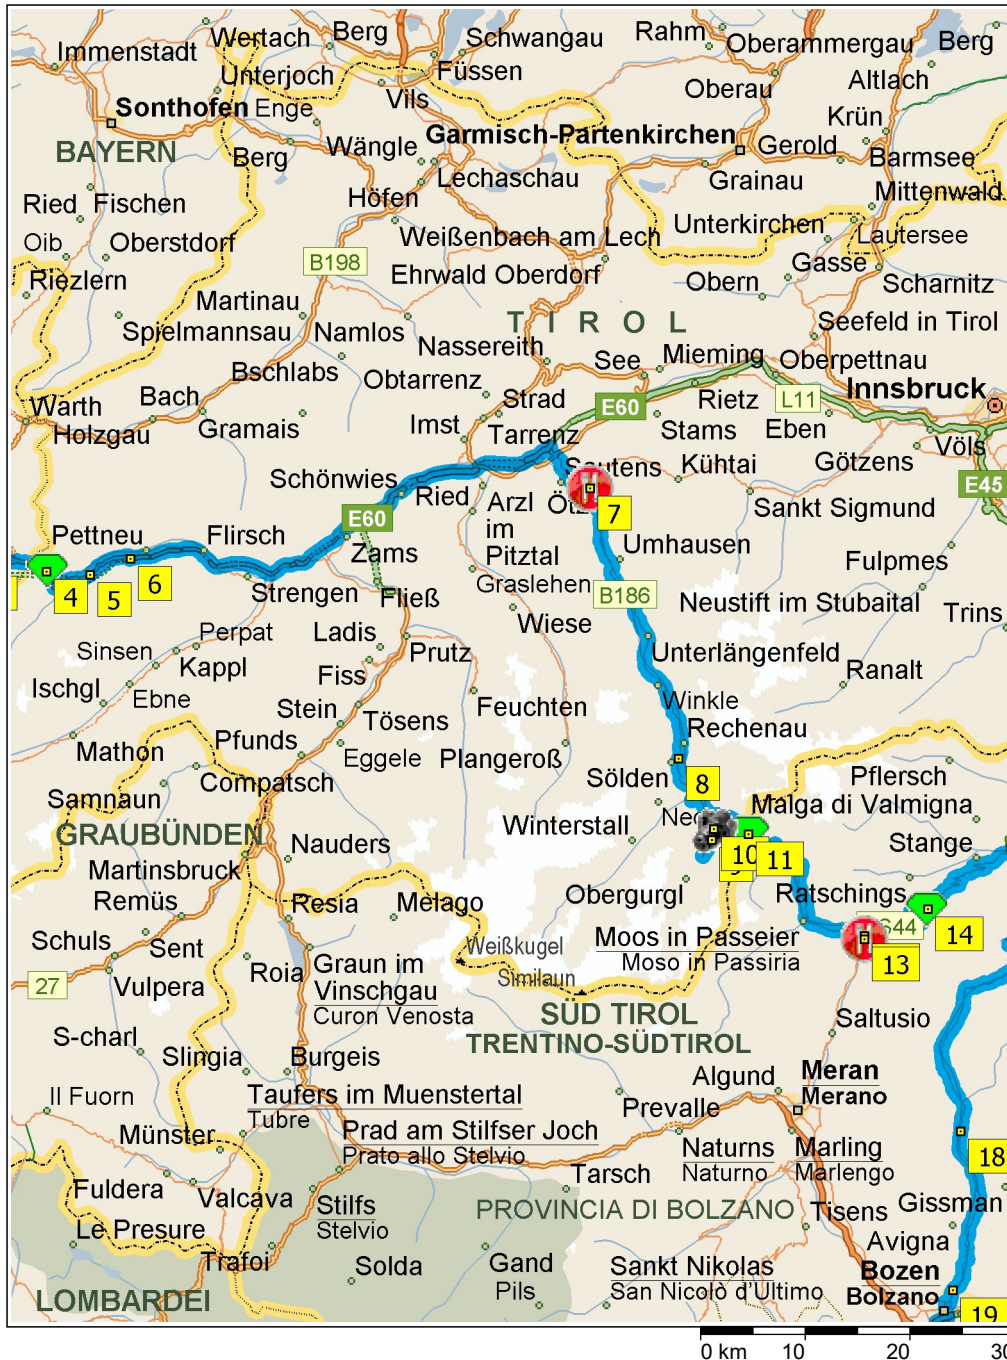 Immenstadt
Wertach
Berg
Schwangau
Rahm
Oberammergau
Berg
Unterjoch
Füssen
Oberau
Altlach
Sonthofen
Enge
Vils
Krün
BAYERN
Berg
Wängle
Garmisch-Partenkirchen
Gerold
Barmsee
Lechaschau
Grainau
Mittenwald
Ried
Fischen
Höfen
Unterkirchen
Lautersee
Oib
Oberstdorf
Weißenbach am Lech
Gasse
Riezlern
B198
Ehrwald
Oberdorf
Obern
Scharnitz
Martinau
TIROL
Seefeld in Tirol
Spielmannsau
Namlos
Nassereith
See
Mieming
Oberpettnau
Bschlabs
Obtarrenz
Innsbruck
Warth
Bach
Strad
E60
Rietz
L11
Holzgau
Gramais
Imst
Tarrenz
Stams
Eben
Völs
Schönwies
Ried
Sautens
Kühtai
Götzens
E45
Arzl
im
Pitztal
Ötz
7
Sankt Sigmund
E60
Pettneu
Flirsch
Zams
Umhausen
Fulpmes
4
5
6
Strengen
Fließ
Graslehen
B186
Neustift im Stubaital
Trins
Perpat
Ladis
Wiese
Sinsen
Kappl
Prutz
Unterlängenfeld
Ranalt
Ischgl
Ebne
Fiss
Stein
Tösens
Feuchten
Winkle
Rechenau
Mathon
Pfunds
Eggele
Plangeroß
Sölden
8
Pflersch
Compatsch
Samnaun
Malga di Valmigna
GRAUBÜNDEN
Nauders
Winterstall
10
11
Stange
Martinsbruck
Obergurgl
Ratschings
Remüs
Resia
Melago
S44
14
Schuls
Sent
Weißkugel
Moos in Passeier
Moso in Passiria
13
27
Vulpera
Roia
Graun im
Vinschgau
Curon Venosta
Similaun
SÜD TIROL
TRENTINO-SÜDTIROL
Saltusio
S-charl
Slingia
Burgeis
Algund
Meran
Merano
Il Fuorn
Taufers im Muenstertal
Tubre
Prevalle
Münster
Prad am Stilfser Joch
Prato allo Stelvio
Naturns
Naturno
Marling
Marlengo
18
Tarsch
Fuldera
Valcava
Stilfs
Stelvio
PROVINCIA DI BOLZANO
Tisens
Gissman
Le Presure
Avigna
Trafoi
Solda
Gand
Pils
Sankt Nikolas
San Nicolò d'Ultimo
Bozen
Bolzano
LOMBARDEI
19
0 km
10
20